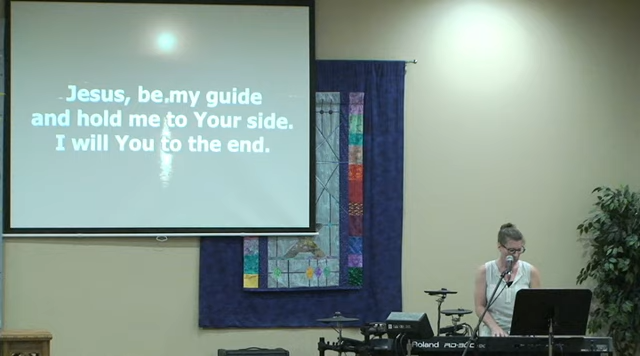 Jesus, be my guide
and hold me to Your side.
I will You to the end.
Roland